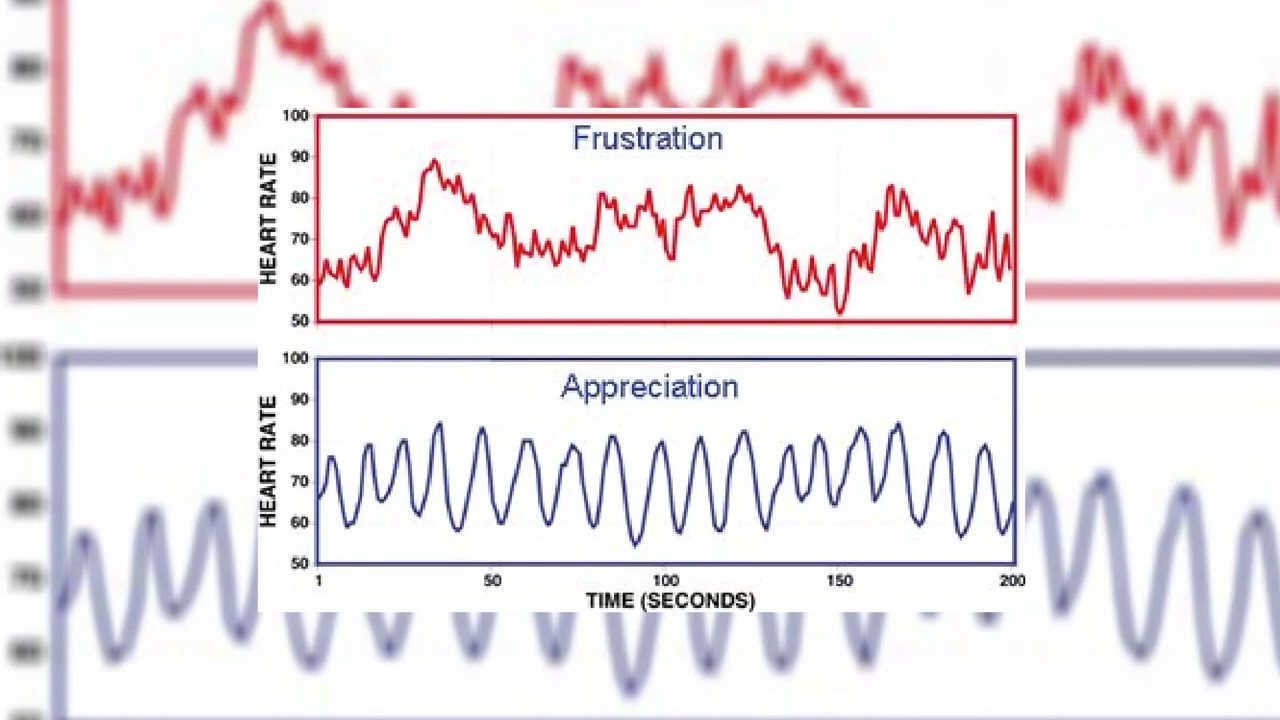 100
Frustration
90
80
70
60
50
HEART RATE
100
Appreciation
90
80
70
60
50
HEART RATE
1 50 100 150 200
TIME (SECONDS)